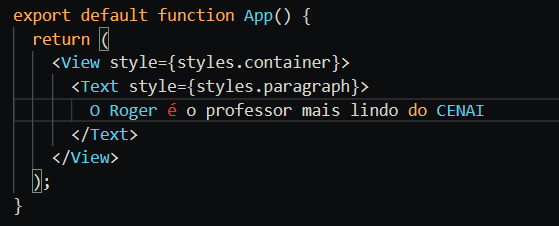 export default function App() {
return (
<View style={styles.container}>
<Text style={styles.paragraph}>
O Roger é o professor mais lindo do CENAI
</Text>
</View>
);
}